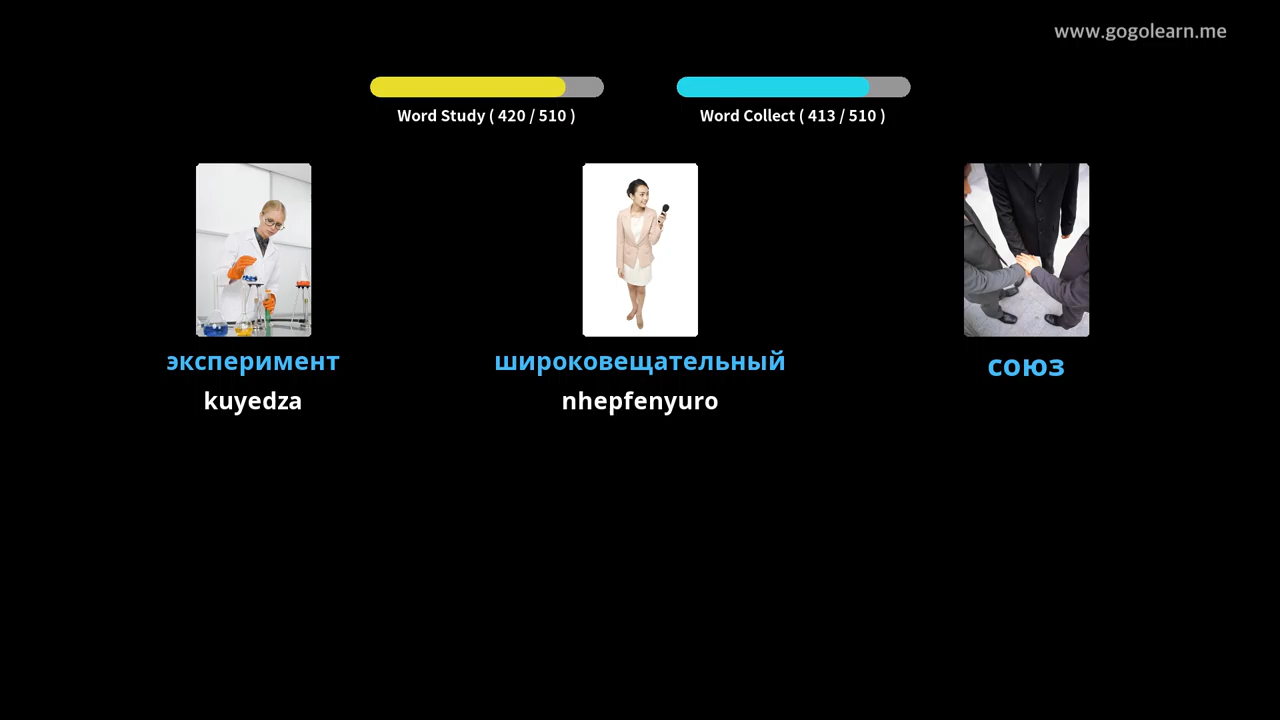 www.gogolearn.me
Word Study ( 420 / 510 )
Word Collect ( 413 / 510 )
эксперимент
kuyedza
широковещательный
nhepfenyuro
союз